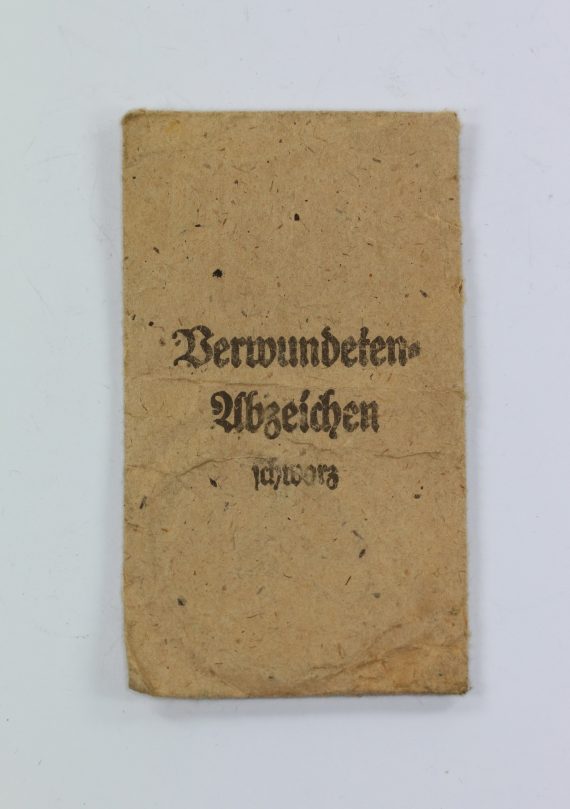 Verwundeten-
Abzeichen
schwarz